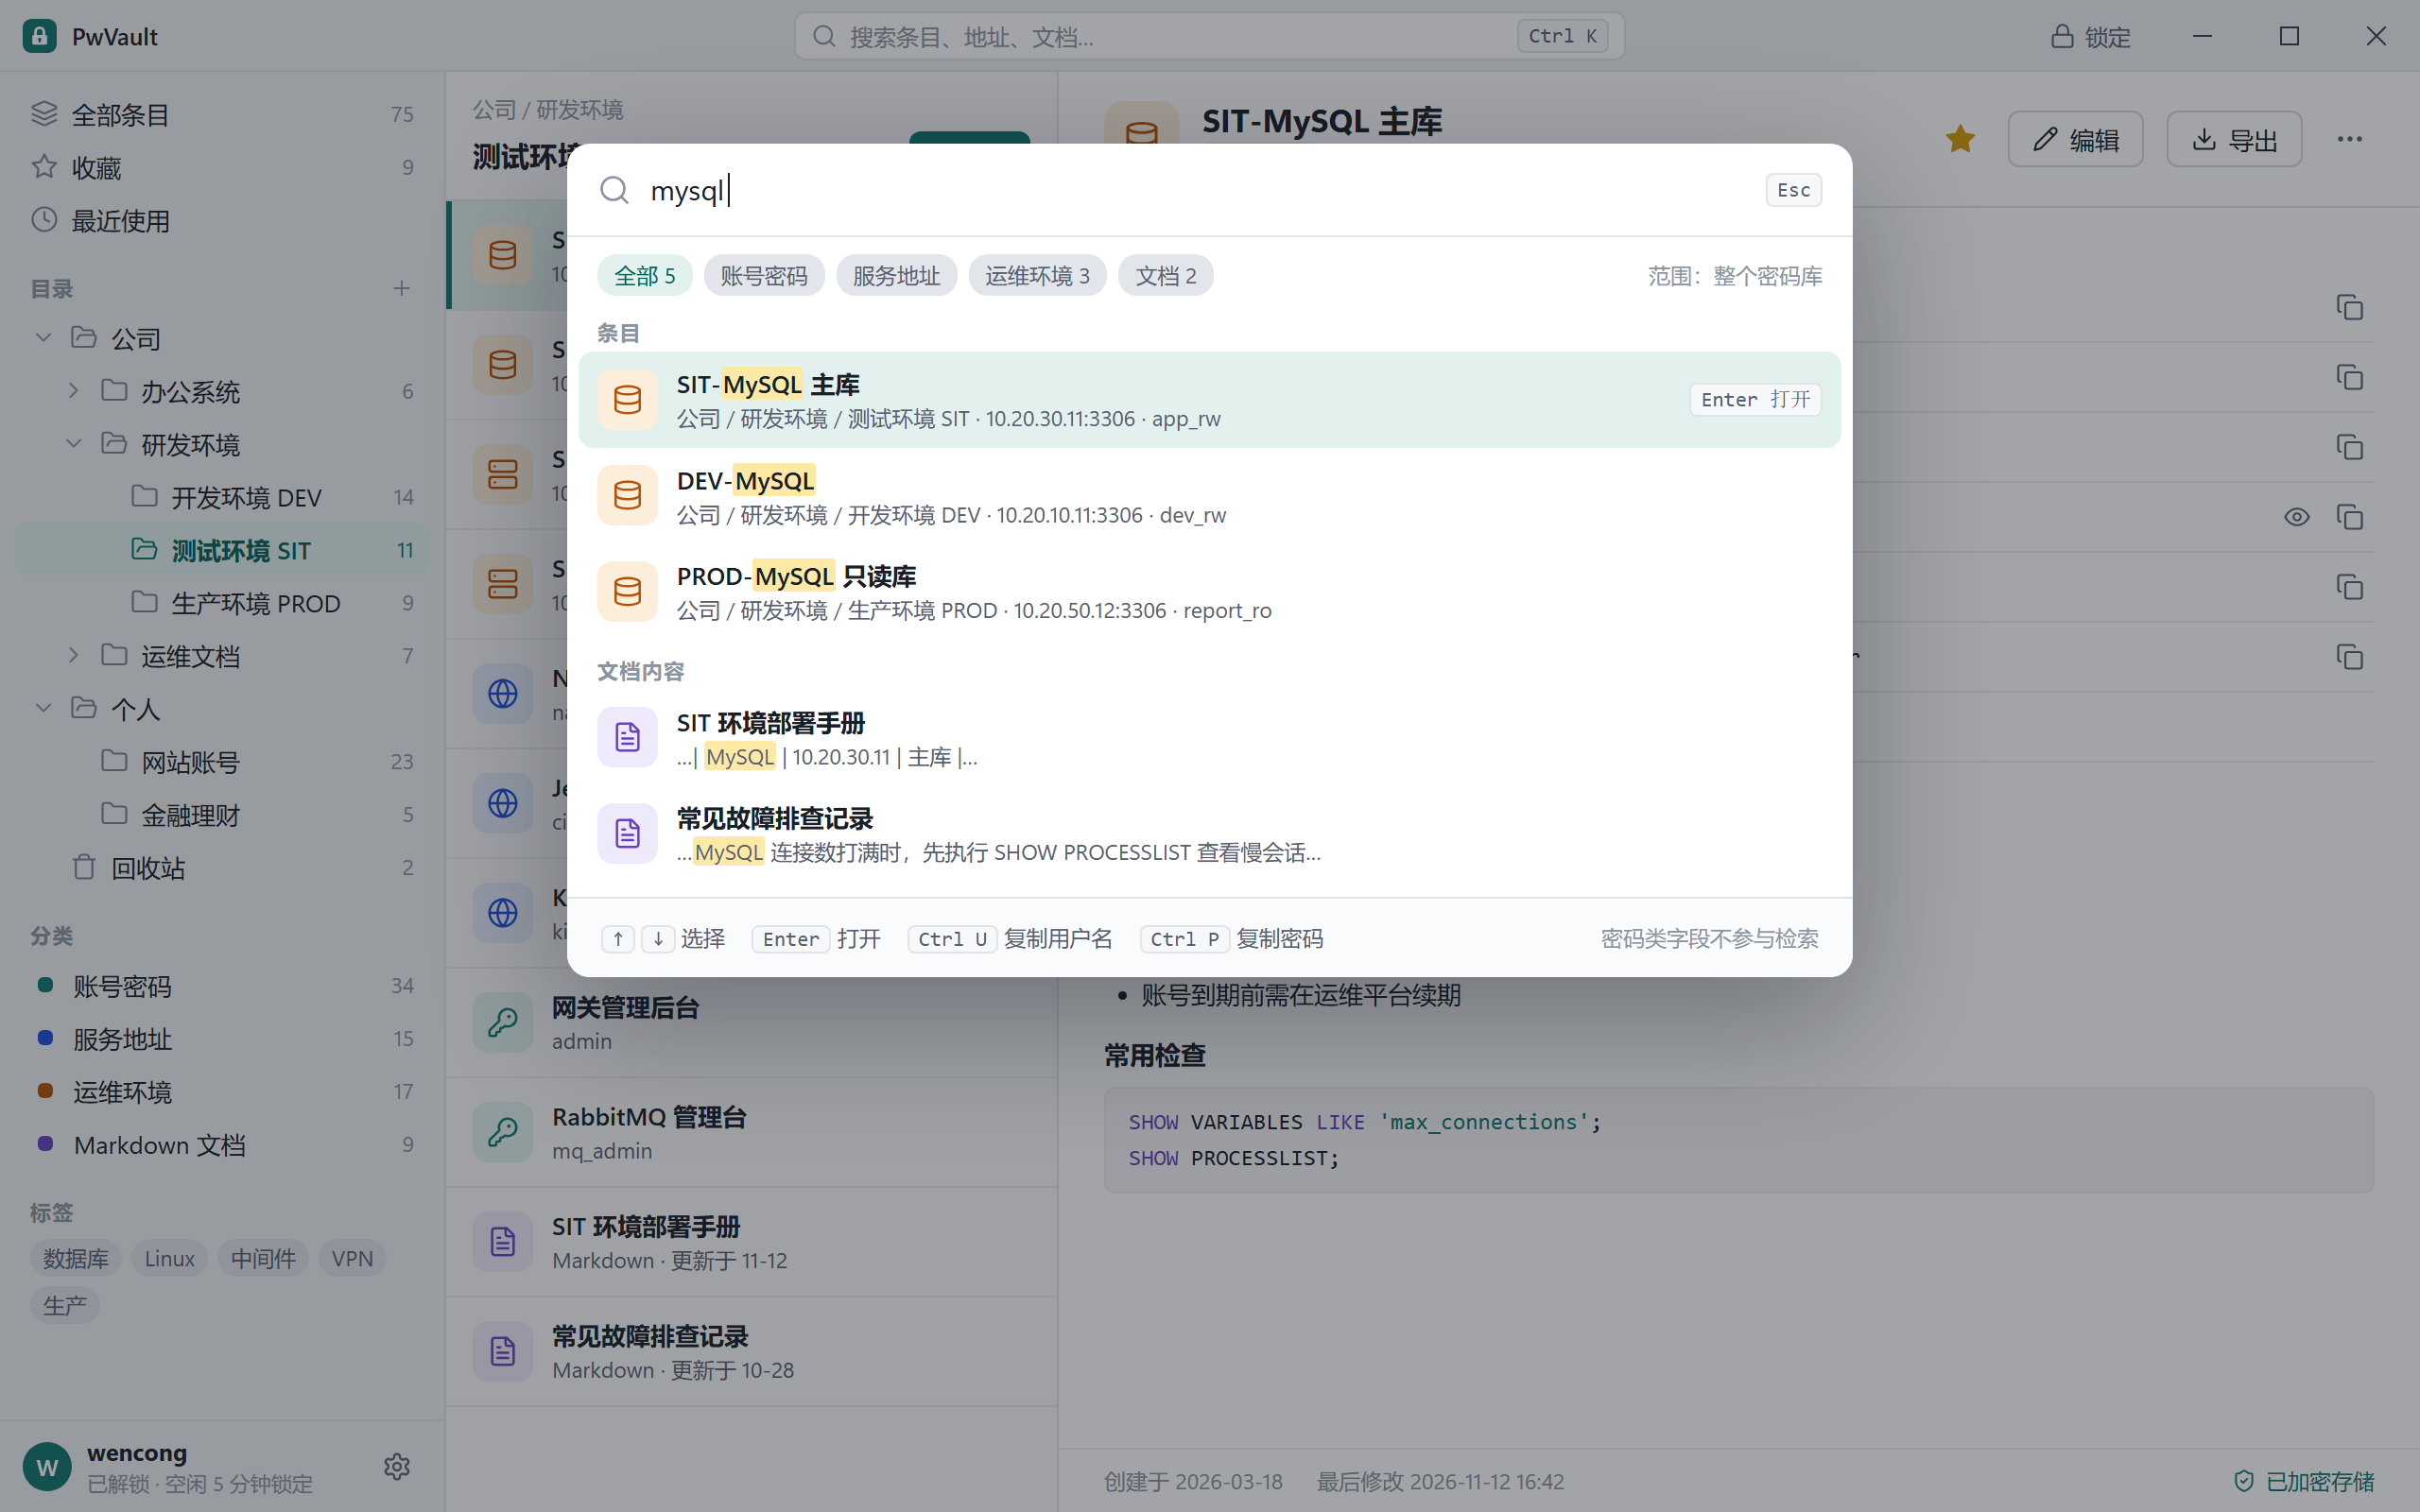 PwVault
搜索条目、地址、文档...
Ctrl K
锁定
全部条目 75
收藏 9
最近使用
目录
公司
办公系统 6
研发环境
开发环境 DEV 14
测试环境 SIT 11
生产环境 PROD 9
运维文档 7
个人
网站账号 23
金融理财 5
回收站 2
分类
账号密码 34
服务地址 15
运维环境 17
Markdown 文档 9
标签
数据库 Linux 中间件 VPN
生产
W
wencong
已解锁 · 空闲 5 分钟锁定
公司 / 研发环境
测试环境
网关管理后台
admin
RabbitMQ 管理台
mq_admin
SIT 环境部署手册
Markdown · 更新于 11-12
常见故障排查记录
Markdown · 更新于 10-28
SIT-MySQL 主库
编辑
导出
mysql
Esc
全部 5 账号密码 服务地址 运维环境 3 文档 2
范围：整个密码库
条目
SIT-MySQL 主库
公司 / 研发环境 / 测试环境 SIT · 10.20.30.11:3306 · app_rw
Enter 打开
DEV-MySQL
公司 / 研发环境 / 开发环境 DEV · 10.20.10.11:3306 · dev_rw
PROD-MySQL 只读库
公司 / 研发环境 / 生产环境 PROD · 10.20.50.12:3306 · report_ro
文档内容
SIT 环境部署手册
...| MySQL | 10.20.30.11 | 主库 |...
常见故障排查记录
...MySQL 连接数打满时，先执行 SHOW PROCESSLIST 查看慢会话...
↑ ↓ 选择 Enter 打开 Ctrl U 复制用户名 Ctrl P 复制密码
密码类字段不参与检索
账号到期前需在运维平台续期
常用检查
SHOW VARIABLES LIKE 'max_connections';
SHOW PROCESSLIST;
创建于 2026-03-18 最后修改 2026-11-12 16:42
已加密存储